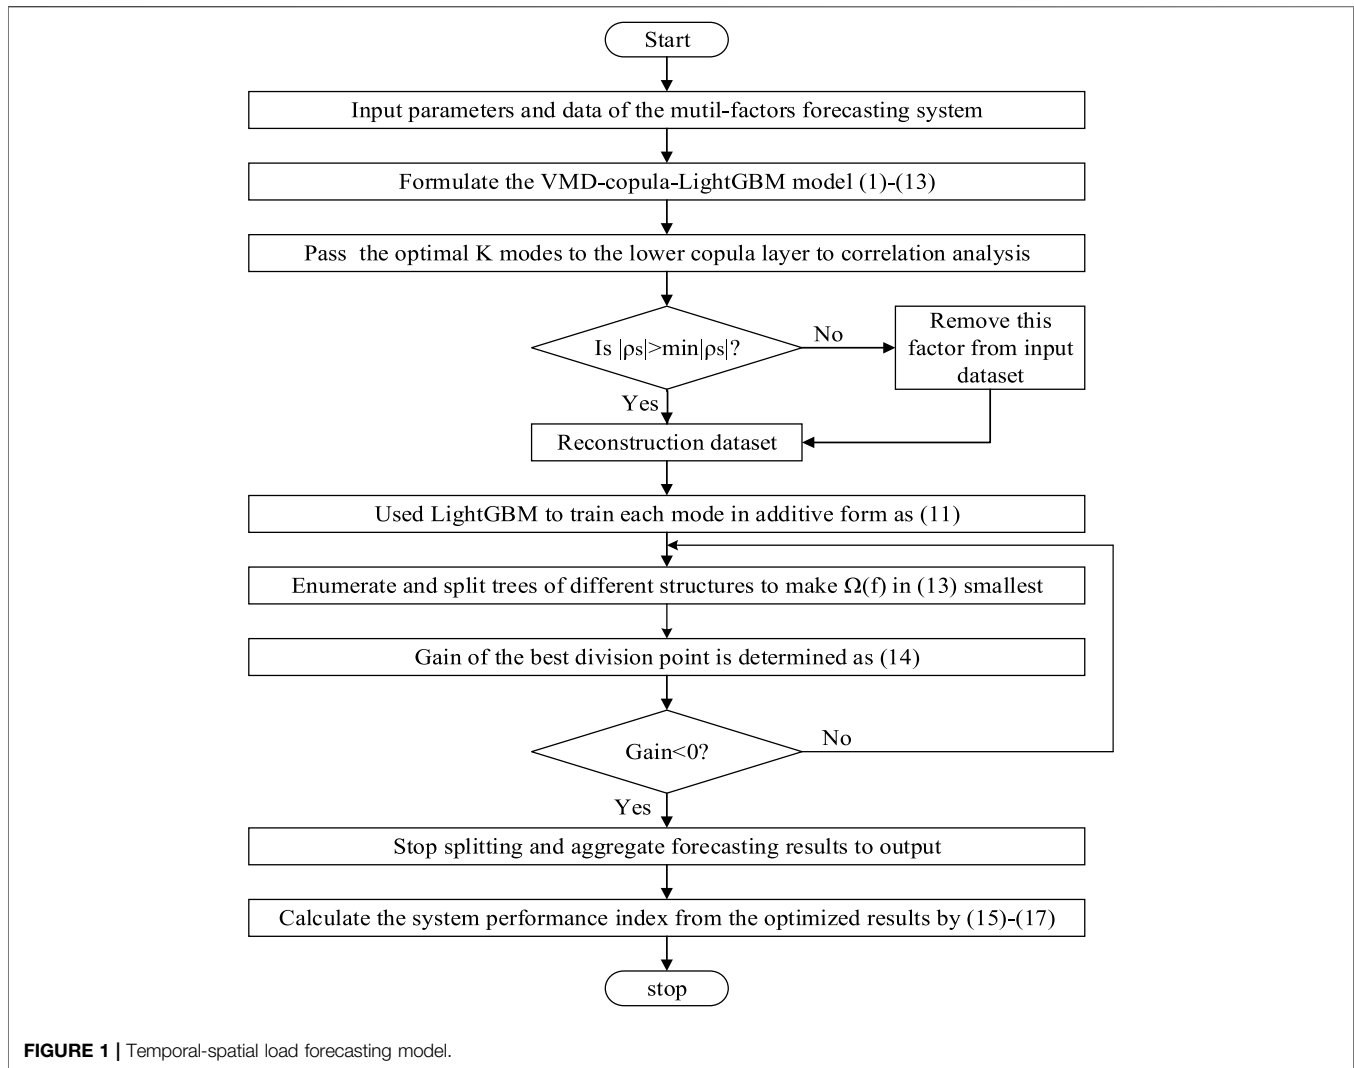 Start
Input parameters and data of the mutil-factors forecasting system
Formulate the VMD-copula-LightGBM model (1)-(13)
Pass the optimal K modes to the lower copula layer to correlation analysis
Is |ρs|>min|ρs|?
No
Remove this
factor from input
dataset
Yes
Reconstruction dataset
Used LightGBM to train each mode in additive form as (11)
Enumerate and split trees of different structures to make Ω(f) in (13) smallest
Gain of the best division point is determined as (14)
Gain<0?
No
Yes
Stop splitting and aggregate forecasting results to output
Calculate the system performance index from the optimized results by (15)-(17)
stop
FIGURE 1 | Temporal-spatial load forecasting model.